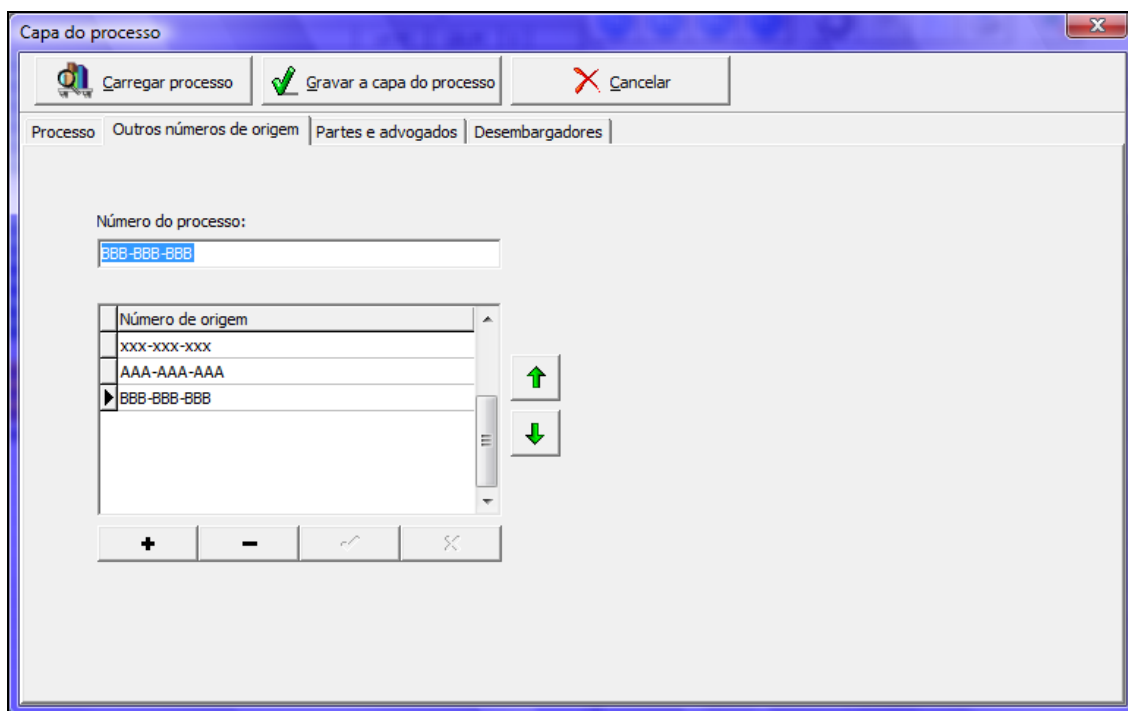 Capa do processo
Carregar processo Gravar a capa do processo Cancelar
Processo Outros números de origem Partes e advogados Desembargadores
Número do processo:
BBB-BBB-BBB
Número de origem
xxx-xxx-xxx
AAA-AAA-AAA
BBB-BBB-BBB